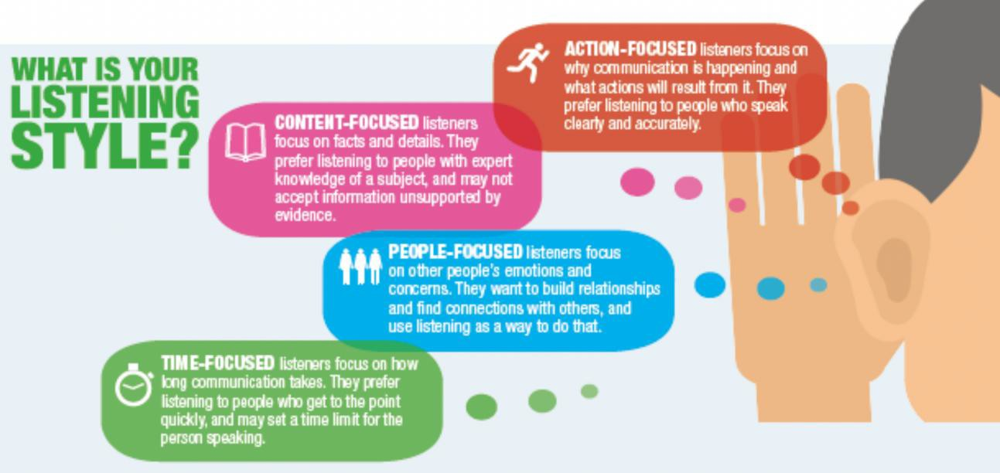 WHAT IS YOUR
LISTENING
STYLE?
ACTION-FOCUSED listeners focus on
why communication is happening and
what actions will result from it. They
prefer listening to people who speak
clearly and accurately.
CONTENT-FOCUSED listeners
focus on facts and details. They
prefer listening to people with expert
knowledge of a subject, and may not
accept information unsupported by
evidence.
PEOPLE-FOCUSED listeners focus
on other people's emotions and
concerns. They want to build relationships
and find connections with others, and
use listening as a way to do that.
TIME-FOCUSED listeners focus on how
long communication takes. They prefer
listening to people who get to the point
quickly, and may set a time limit for the
person speaking.